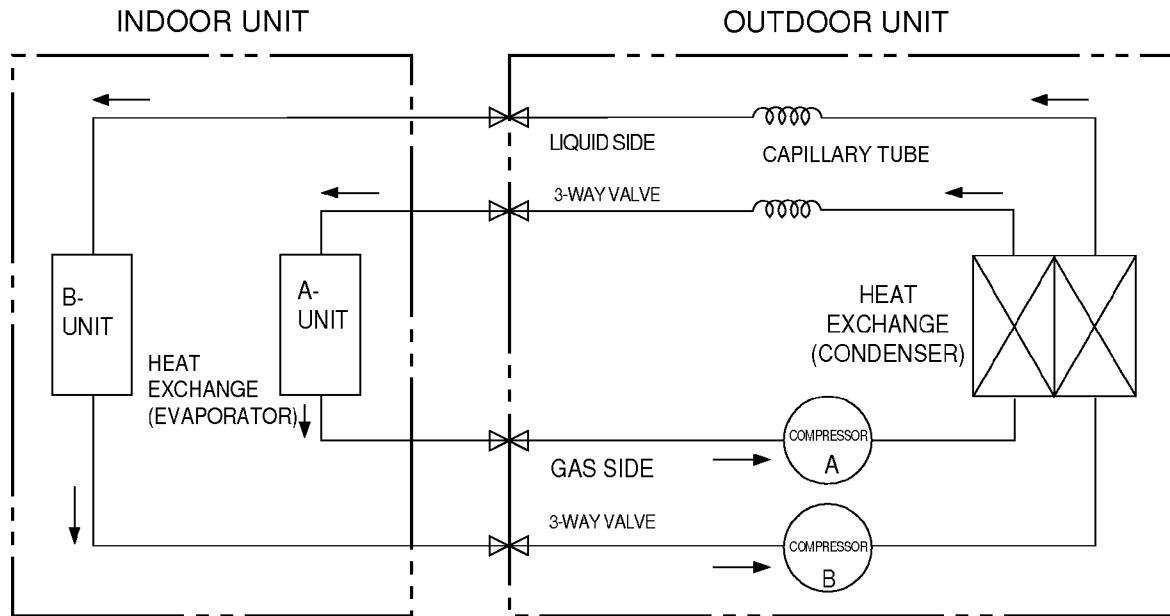 INDOOR UNIT
OUTDOOR UNIT
LIQUID SIDE
CAPILLARY TUBE
3-WAY VALVE
B-
UNIT
A-
UNIT
HEAT
EXCHANGE
(EVAPORATOR)
HEAT
EXCHANGE
(CONDENSER)
COMPRESSOR
A
GAS SIDE
3-WAY VALVE
COMPRESSOR
B